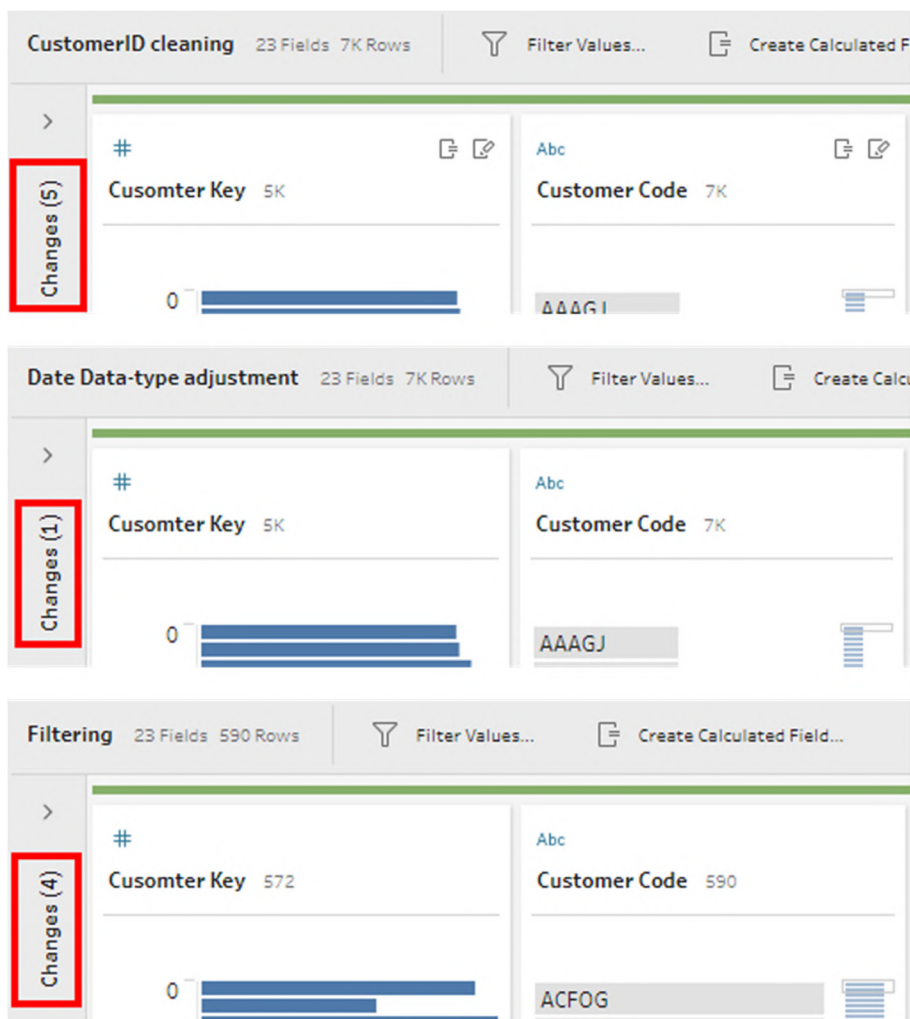 CustomerID cleaning 23 Fields 7K Rows Filter Values... Create Calculated F
Changes (5)
# Abc
Cusomter Key 5K Customer Code 7K
0 AAAGJ
Date Data-type adjustment 23 Fields 7K Rows Filter Values... Create Calcu
Changes (1)
# Abc
Cusomter Key 5K Customer Code 7K
0 AAAGJ
Filtering 23 Fields 590 Rows Filter Values... Create Calculated Field...
Changes (4)
# Abc
Cusomter Key 572 Customer Code 590
0 ACFOG